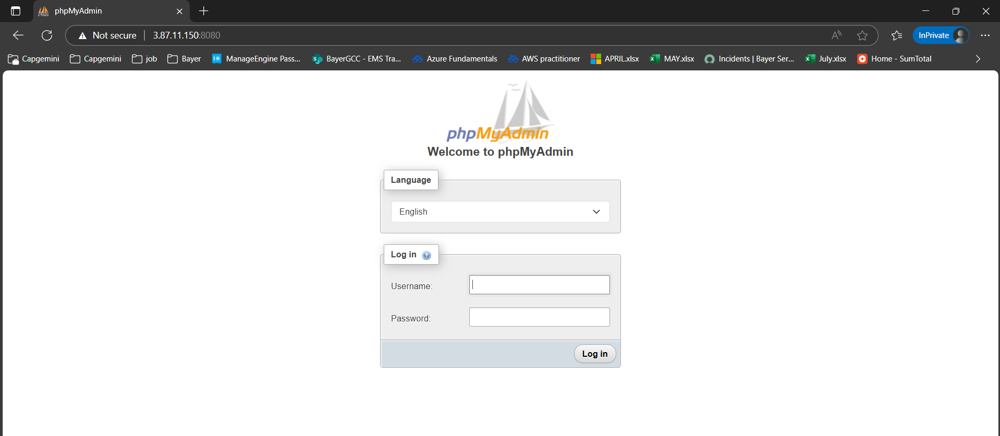 phpMyAdmin
Not secure 3.87.11.150:8080 InPrivate
Capgemini Capgemini job Bayer ManageEngine Pass... BayerGCC - EMS Tra... Azure Fundamentals AWS practitioner APRIL.xlsx MAY.xlsx Incidents | Bayer Ser... July.xlsx Home - SumTotal
phpMyAdmin
Welcome to phpMyAdmin
Language
English
Log in
Username:
Password:
Log in